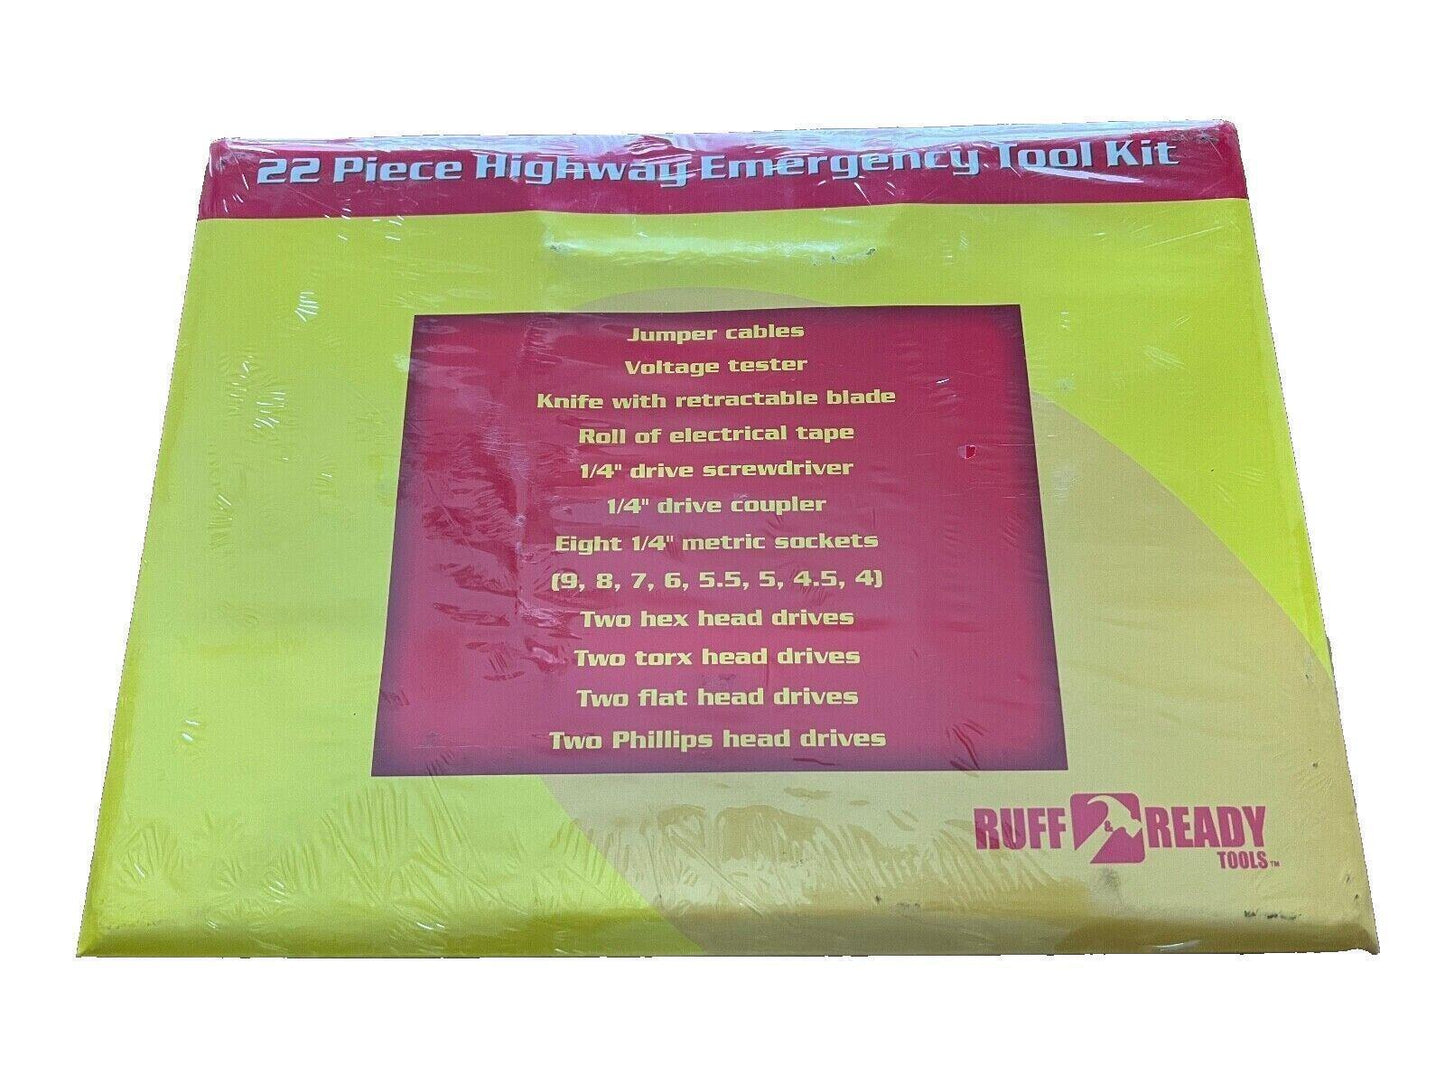 22 Piece Highway Emergency Tool Kit
Jumper cables
Voltage tester
Knife with retractable blade
Roll of electrical tape
1/4" drive screwdriver
1/4" drive coupler
Eight 1/4" metric sockets
(9, 8, 7, 6, 5.5, 5, 4.5, 4)
Two hex head drives
Two torx head drives
Two flat head drives
Two Phillips head drives
RUFF & READY
TOOLS™